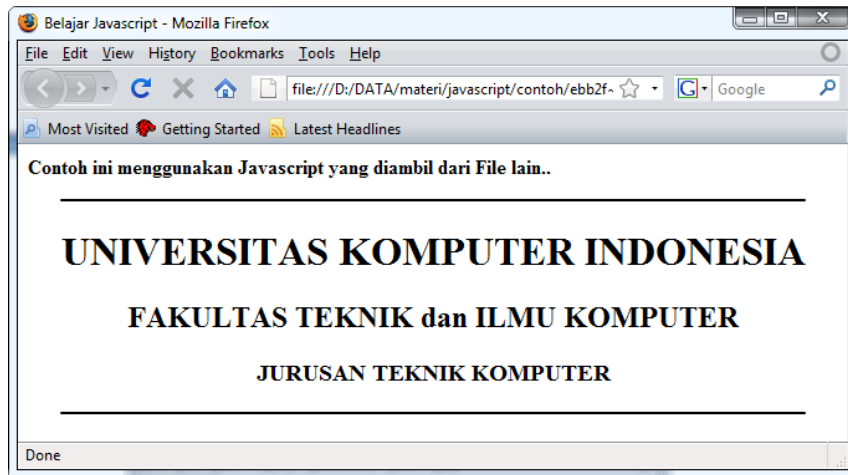 Belajar Javascript - Mozilla Firefox
File Edit View History Bookmarks Tools Help
file:///D:/DATA/materi/javascript/contoh/ebb2f~ G Google
Most Visited Getting Started Latest Headlines
Contoh ini menggunakan Javascript yang diambil dari File lain..
UNIVERSITAS KOMPUTER INDONESIA
FAKULTAS TEKNIK dan ILMU KOMPUTER
JURUSAN TEKNIK KOMPUTER
Done